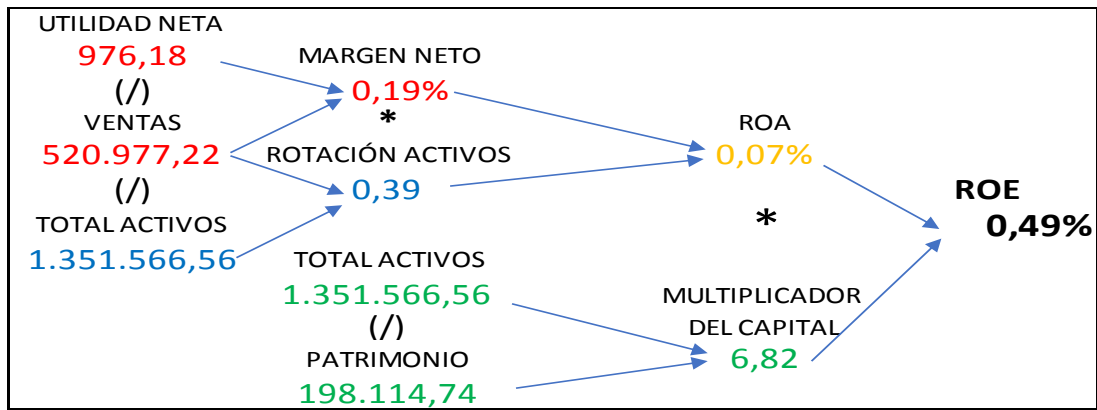 UTILIDAD NETA
976,18
(/)
VENTAS
520.977,22
(/)
TOTAL ACTIVOS
1.351.566,56
MARGEN NETO
0,19%
*
ROTACIÓN ACTIVOS
0,39
TOTAL ACTIVOS
1.351.566,56
(/)
PATRIMONIO
198.114,74
ROA
0,07%
*
MULTIPLICADOR
DEL CAPITAL
6,82
ROE
0,49%